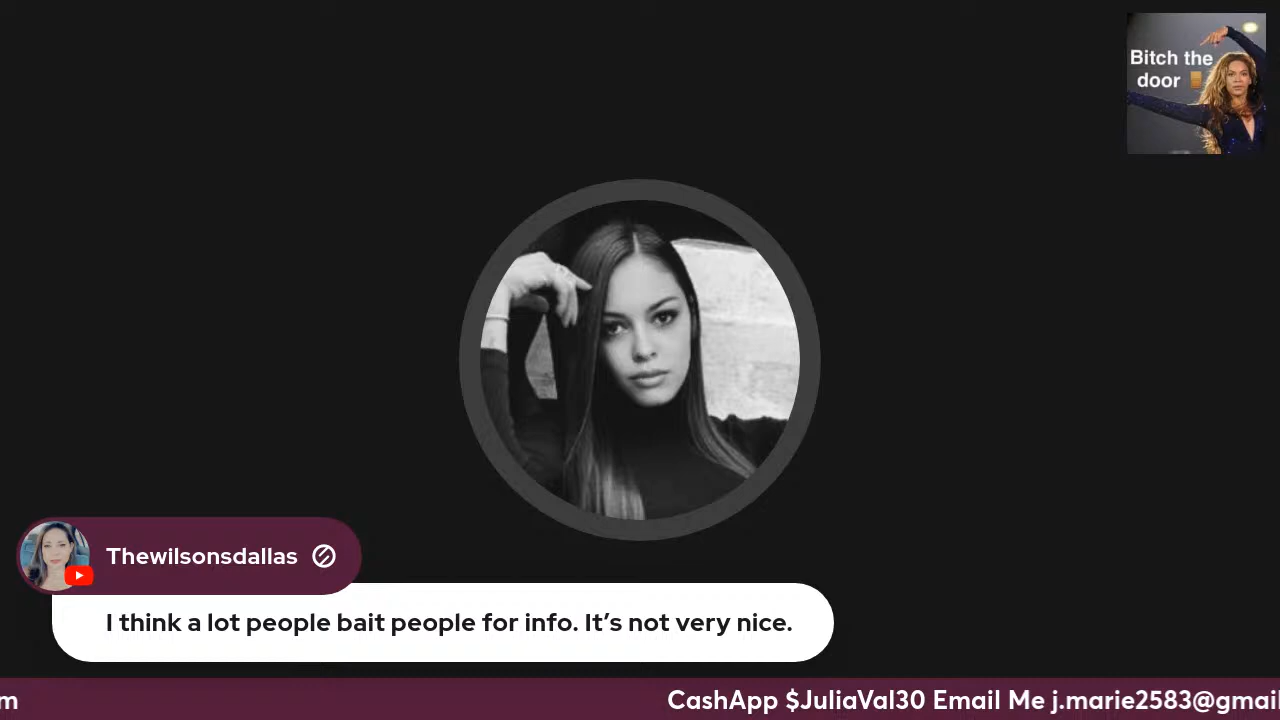 Bitch the
door
Thewilsonsdallas
I think a lot people bait people for info. It’s not very nice.
m
CashApp $JuliaVal30 Email Me j.marie2583@gmail